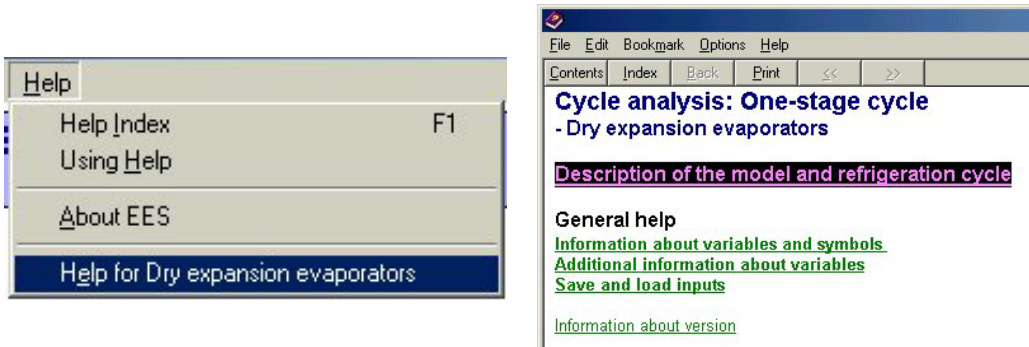 Help
Help Index F1
Using Help
About EES
Help for Dry expansion evaporators
File Edit Bookmark Options Help
Contents Index Back Print << >>
Cycle analysis: One-stage cycle
- Dry expansion evaporators
Description of the model and refrigeration cycle
General help
Information about variables and symbols
Additional information about variables
Save and load inputs
Information about version